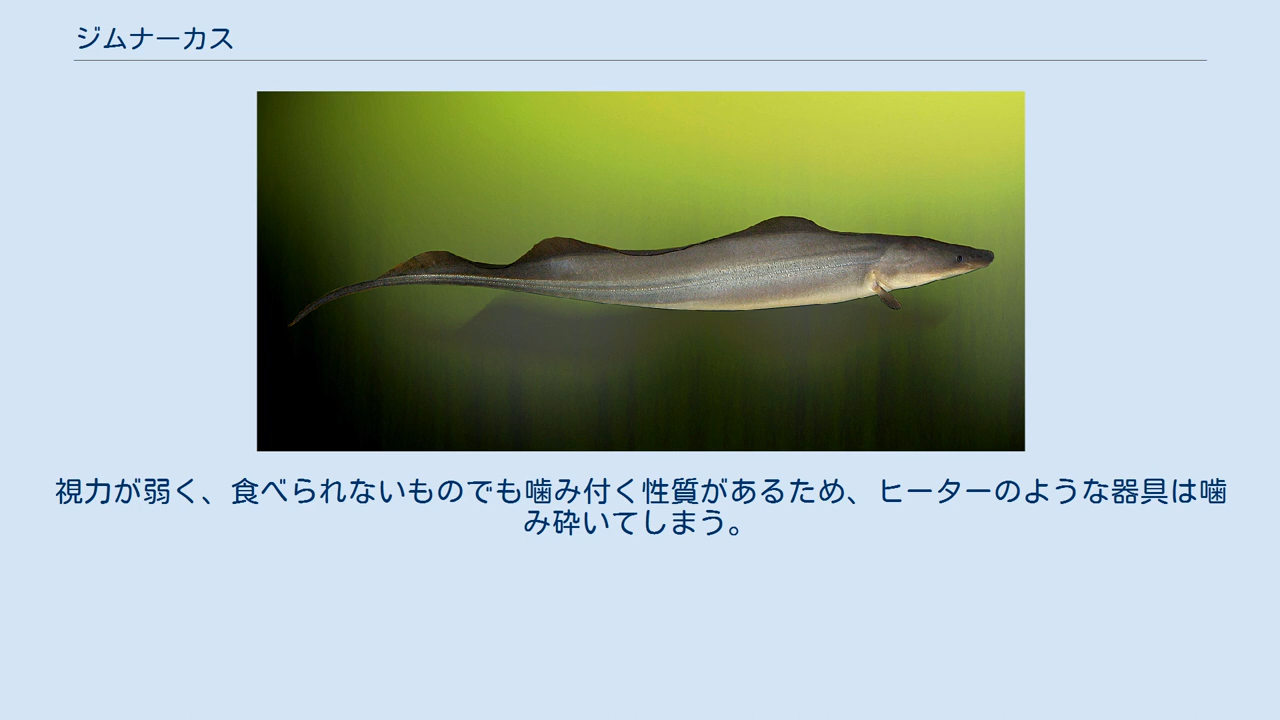 ジムナーカス
視力が弱く、食べられないものでも噛み付く性質があるため、ヒーターのような器具は噛
み砕いてしまう。